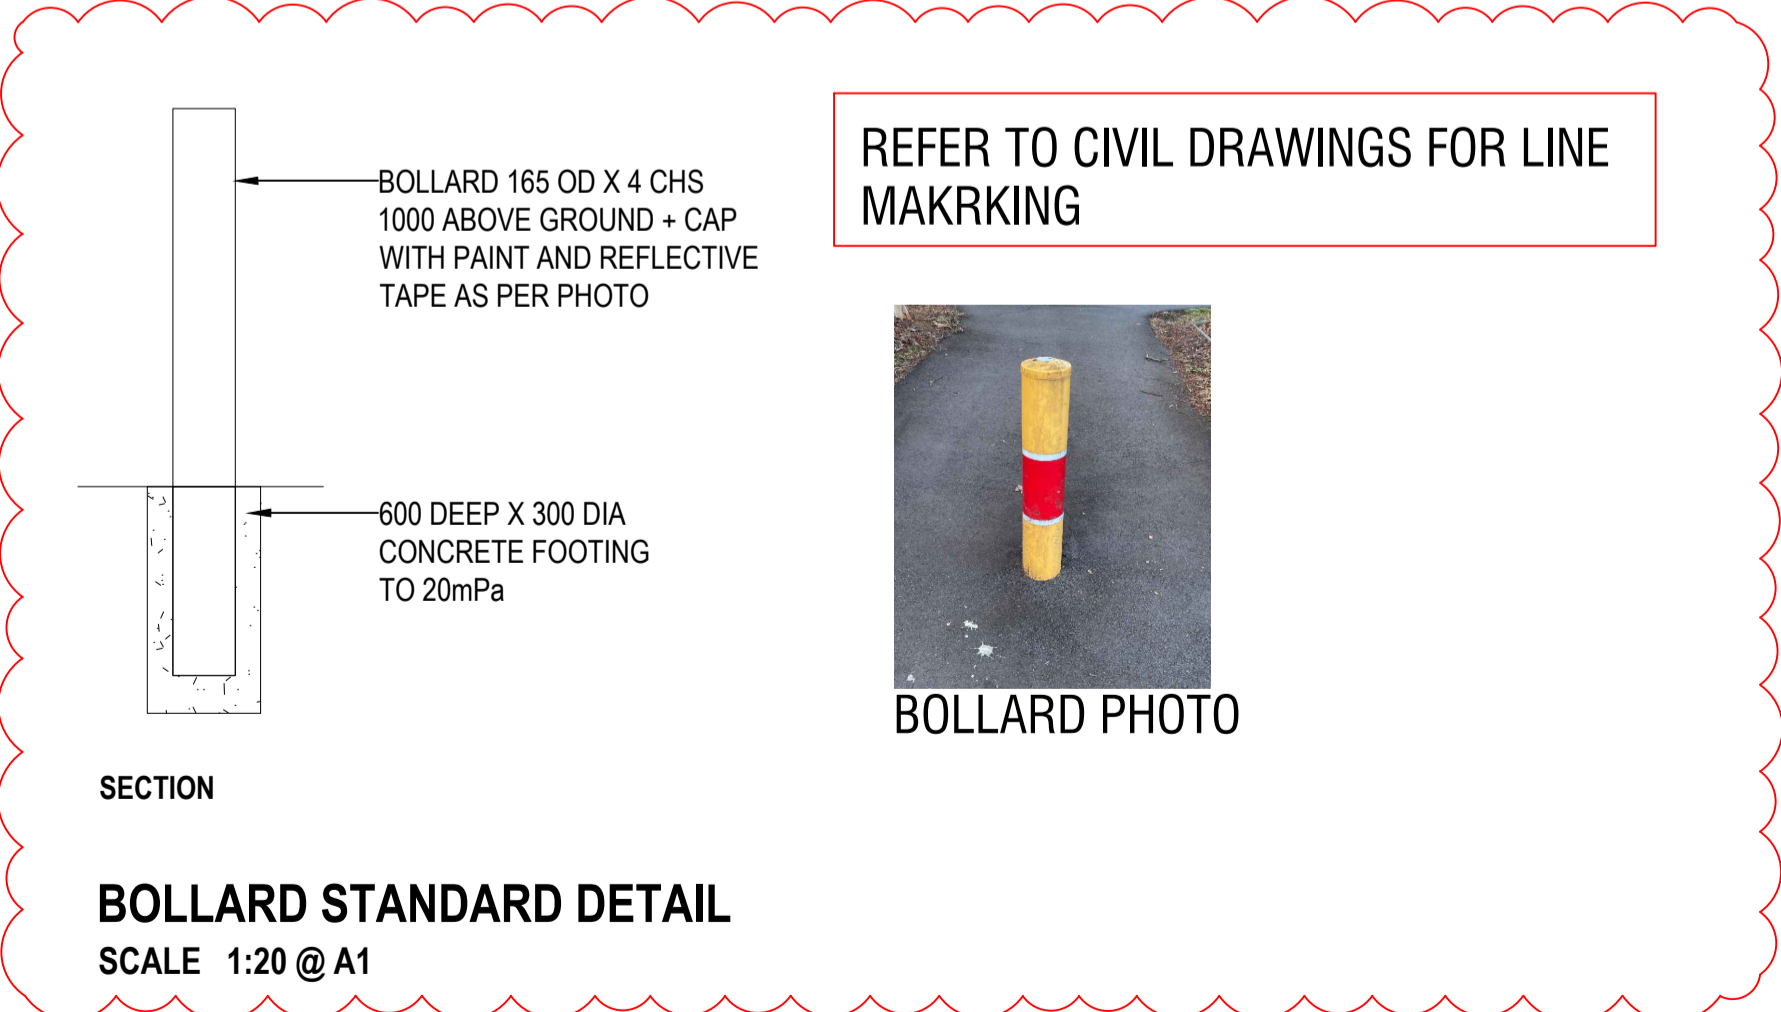 BOLLARD 165 OD X 4 CHS
1000 ABOVE GROUND + CAP
WITH PAINT AND REFLECTIVE
TAPE AS PER PHOTO
600 DEEP X 300 DIA
CONCRETE FOOTING
TO 20mPa
SECTION
BOLLARD STANDARD DETAIL
SCALE 1:20 @ A1
REFER TO CIVIL DRAWINGS FOR LINE
MAKRKING
BOLLARD PHOTO